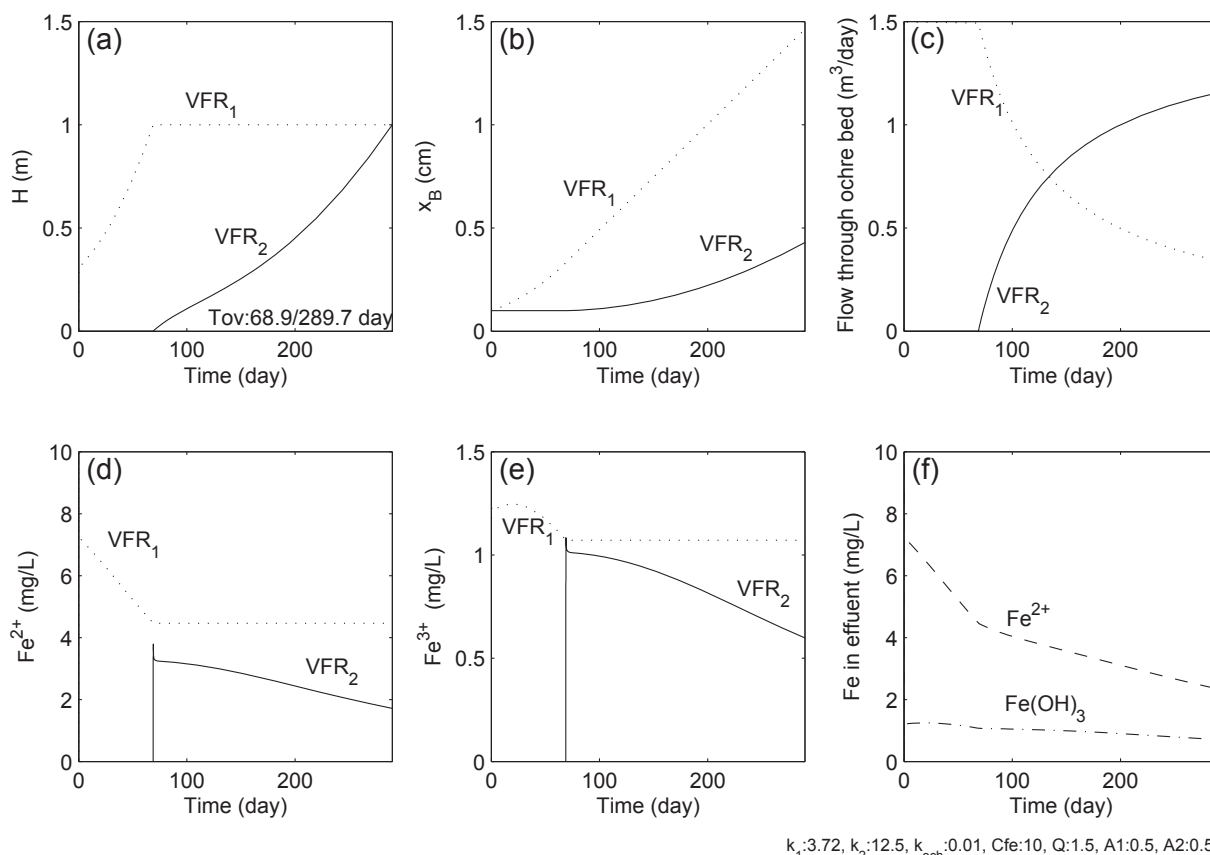 (a)
1.5
1
0.5
0
H (m)
VFR1
VFR2
Tov:68.9/289.7 day
0 100 200
Time (day)
(b)
1.5
1
0.5
0
xB (cm)
VFR1
VFR2
0 100 200
Time (day)
(c)
1.5
1
0.5
0
Flow through ochre bed (m3/day)
VFR1
VFR2
0 100 200
Time (day)
(d)
10
8
6
4
2
0
Fe2+ (mg/L)
VFR1
VFR2
0 100 200
Time (day)
(e)
1.5
1
0.5
0
Fe3+ (mg/L)
VFR1
VFR2
0 100 200
Time (day)
(f)
10
8
6
4
2
0
Fe in effuent (mg/L)
Fe2+
Fe(OH)3
0 100 200
Time (day)
k1:3.72, k2:12.5, koch:0.01, Cfe:10, Q:1.5, A1:0.5, A2:0.5